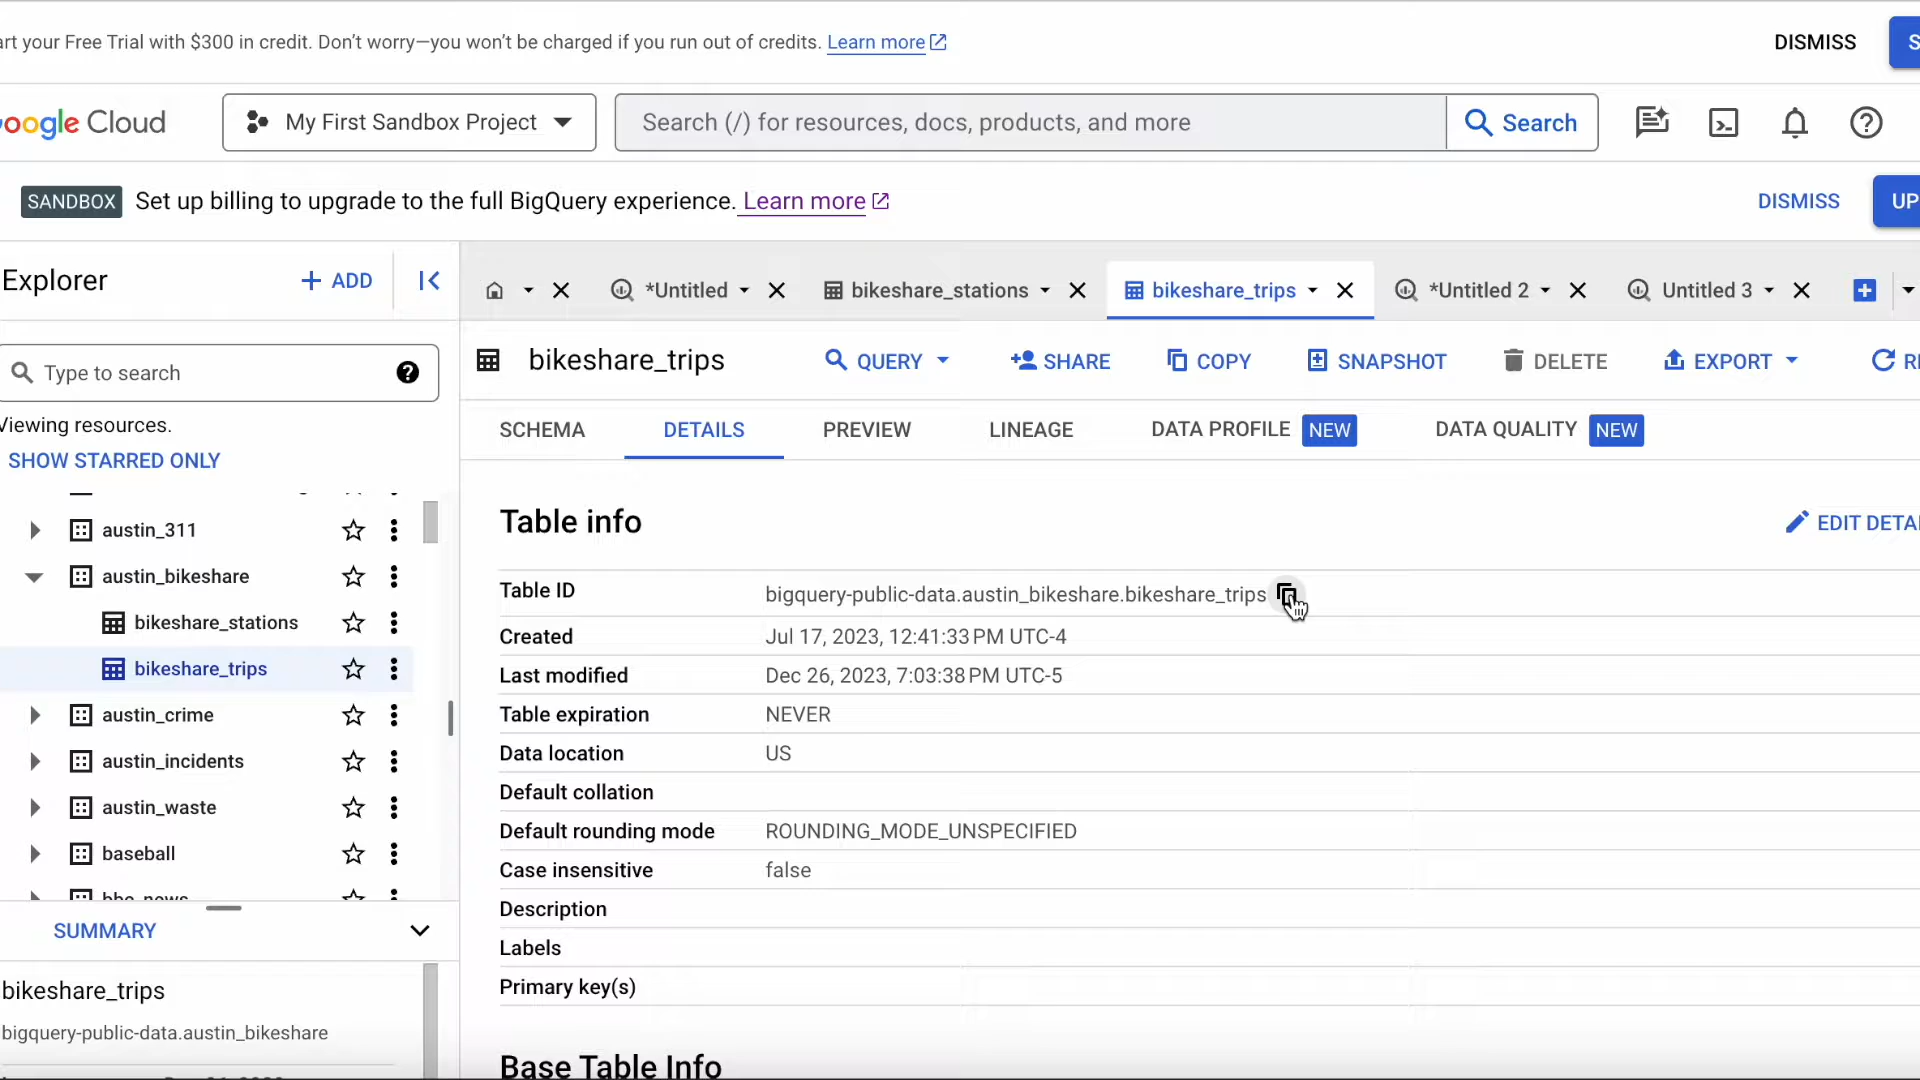 art your Free Trial with $300 in credit. Don't worry—you won't be charged if you run out of credits. Learn more
DISMISS
S
Google Cloud
My First Sandbox Project
Search (/) for resources, docs, products, and more
Search
SANDBOX
Set up billing to upgrade to the full BigQuery experience. Learn more
DISMISS
UP
Explorer
+ ADD
*Untitled
bikeshare_stations
bikeshare_trips
*Untitled 2
Untitled 3
Type to search
bikeshare_trips
QUERY
SHARE
COPY
SNAPSHOT
DELETE
EXPORT
Viewing resources.
SHOW STARRED ONLY
SCHEMA
DETAILS
PREVIEW
LINEAGE
DATA PROFILE NEW
DATA QUALITY NEW
austin_311
austin_bikeshare
bikeshare_stations
bikeshare_trips
austin_crime
austin_incidents
austin_waste
baseball
SUMMARY
bikeshare_trips
bigquery-public-data.austin_bikeshare
Table info
EDIT DETAI
Table ID bigquery-public-data.austin_bikeshare.bikeshare_trips
Created Jul 17, 2023, 12:41:33 PM UTC-4
Last modified Dec 26, 2023, 7:03:38 PM UTC-5
Table expiration NEVER
Data location US
Default collation
Default rounding mode ROUNDING_MODE_UNSPECIFIED
Case insensitive false
Description
Labels
Primary key(s)
Base Table Info